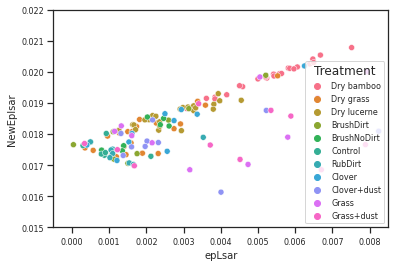 0.022
0.021
0.020
0.019
0.018
0.017
0.016
0.015
NewEplsar
0.000 0.001 0.002 0.003 0.004 0.005 0.006 0.007 0.008
epLsar
Treatment
Dry bamboo
Dry grass
Dry lucerne
BrushDirt
BrushNoDirt
Control
RubDirt
Clover
Clover+dust
Grass
Grass+dust